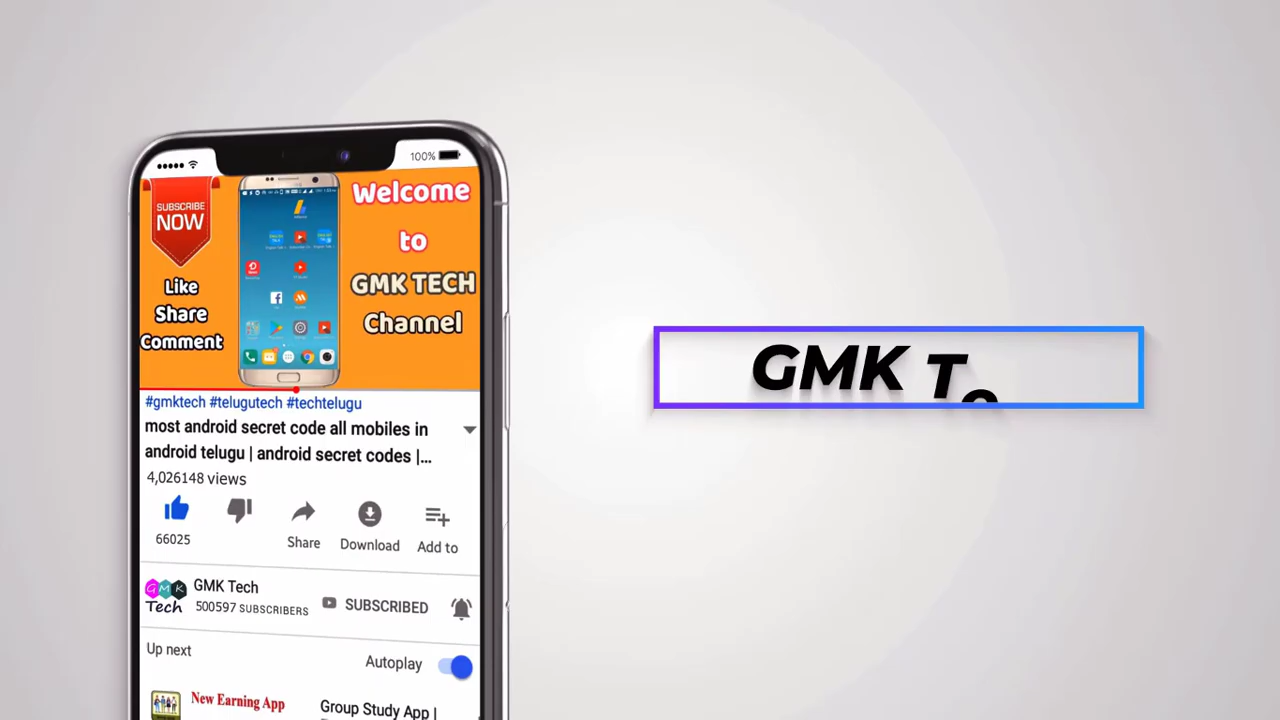 100%
SUBSCRIBE
NOW
Like
Share
Comment
Welcome
to
GMK TECH
Channel
#gmktech #telugutech #techtelugu
most android secret code all mobiles in
android telugu | android secret codes |...
4,026148 views
66025
Share
Download
Add to
GMK
Tech
GMK Tech
500597 SUBSCRIBERS
SUBSCRIBED
Up next
Autoplay
New Earning App
Group Study App |
GMK T